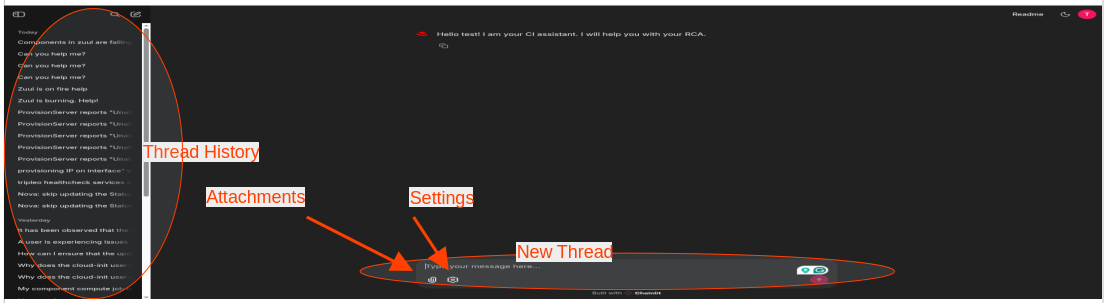 Readme
T
Today
Components in zuul are failing
Can you help me?
Can you help me?
Can you help me?
Zuul is on fire help
Zuul is burning. Help!
ProvisionServer reports "Una
ProvisionServer reports "Una
ProvisionServer reports "Una
ProvisionServer reports "Una
ProvisionServer reports "Una
provisioning IP on interface"
tripleo healthcheck services
Nova: skip updating the Status
Nova: skip updating the Status
Yesterday
It has been observed that the
A user is experiencing issues
How can I ensure that the
Why does the cloud-init user
Why does the cloud-init user
My component compute job
Thread History
Hello test! I am your CI assistant. I will help you with your RCA.
Attachments
Settings
New Thread
Type your message here...
Built with Chainlit